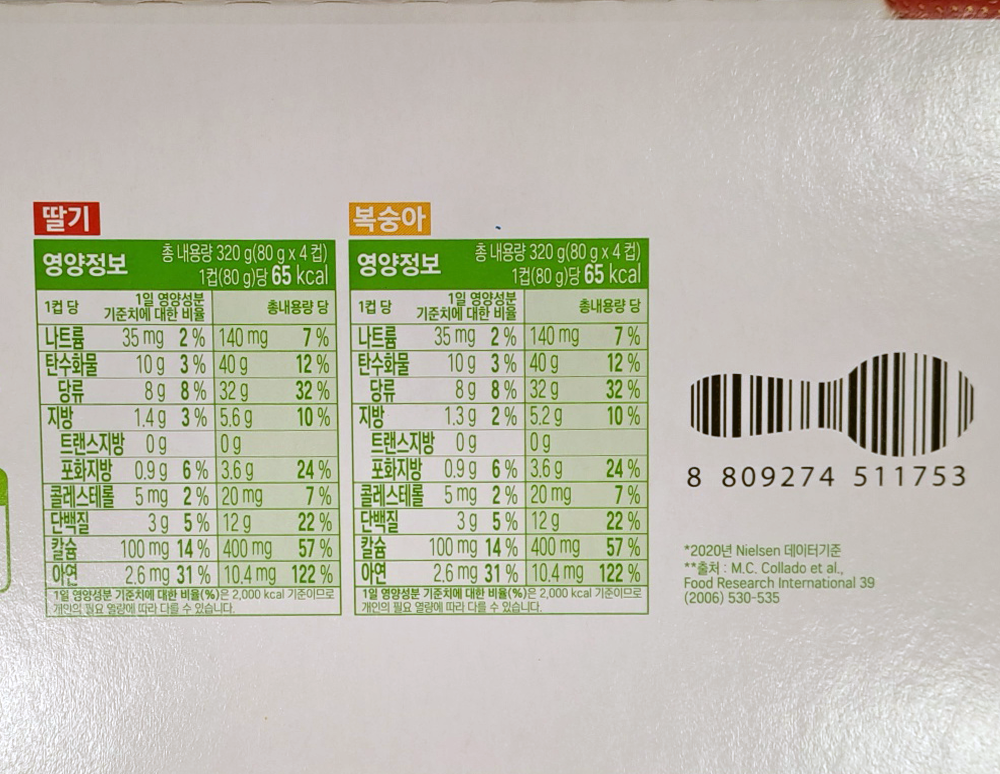 딸기
영양정보
총 내용량 320 g(80 g x 4 컵)
1컵(80 g)당 65 kcal
1컵 당 1일 영양성분 기준치에 대한 비율 총내용량 당
나트륨 35 mg 2 % 140 mg 7 %
탄수화물 10 g 3 % 40 g 12 %
당류 8 g 8 % 32 g 32 %
지방 1.4 g 3 % 5.6 g 10 %
트랜스지방 0 g 0 g
포화지방 0.9 g 6 % 3.6 g 24 %
콜레스테롤 5 mg 2 % 20 mg 7 %
단백질 3 g 5 % 12 g 22 %
칼슘 100 mg 14 % 400 mg 57 %
아연 2.6 mg 31 % 10.4 mg 122 %
1일 영양성분 기준치에 대한 비율(%)은 2,000 kcal 기준이므로
개인의 필요 열량에 따라 다를 수 있습니다.
복숭아
영양정보
총 내용량 320 g(80 g x 4 컵)
1컵(80 g)당 65 kcal
1컵 당 1일 영양성분 기준치에 대한 비율 총내용량 당
나트륨 35 mg 2 % 140 mg 7 %
탄수화물 10 g 3 % 40 g 12 %
당류 8 g 8 % 32 g 32 %
지방 1.3 g 2 % 5.2 g 10 %
트랜스지방 0 g 0 g
포화지방 0.9 g 6 % 3.6 g 24 %
콜레스테롤 5 mg 2 % 20 mg 7 %
단백질 3 g 5 % 12 g 22 %
칼슘 100 mg 14 % 400 mg 57 %
아연 2.6 mg 31 % 10.4 mg 122 %
1일 영양성분 기준치에 대한 비율(%)은 2,000 kcal 기준이므로
개인의 필요 열량에 따라 다를 수 있습니다.
8 809274 511753
*2020년 Nielsen 데이터기준
**출처 : M.C. Collado et al.,
Food Research International 39
(2006) 530-535